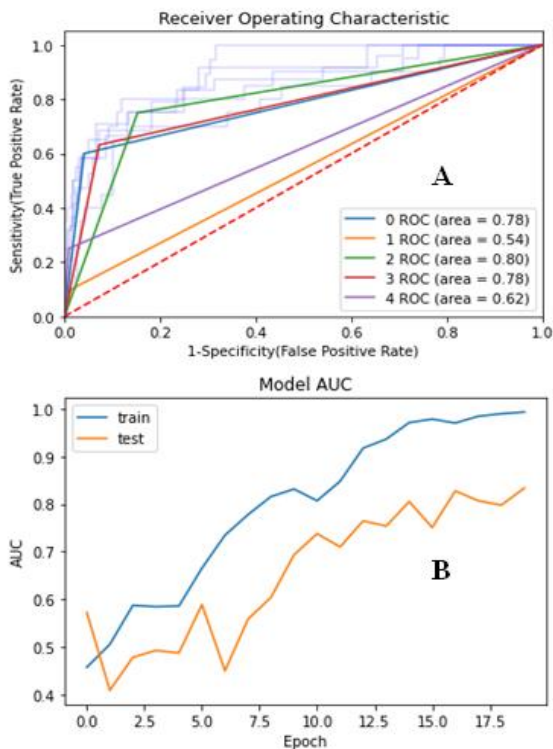 Receiver Operating Characteristic
1.0
0.8
0.6
0.4
0.2
0.0
Sensitivity(True Positive Rate)
A
0 ROC (area = 0.78)
1 ROC (area = 0.54)
2 ROC (area = 0.80)
3 ROC (area = 0.78)
4 ROC (area = 0.62)
0.0 0.2 0.4 0.6 0.8 1.0
1-Specificity(False Positive Rate)
Model AUC
train
test
1.0
0.9
0.8
0.7
0.6
0.5
0.4
AUC
B
0.0 2.5 5.0 7.5 10.0 12.5 15.0 17.5
Epoch